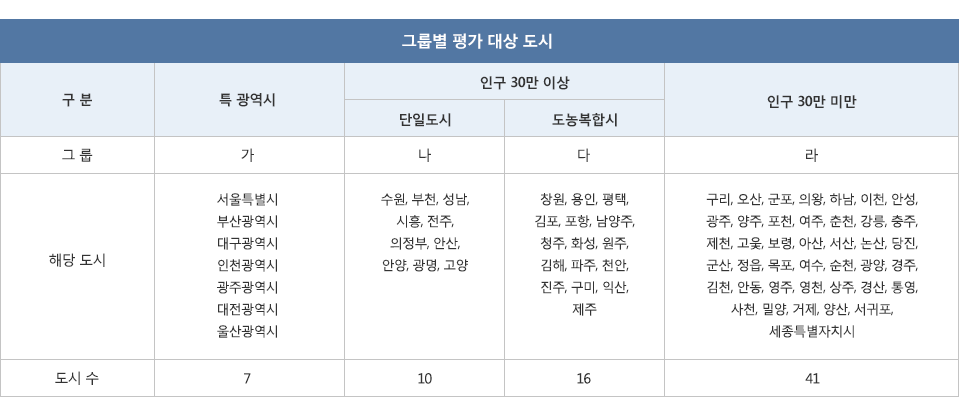 그룹별 평가 대상 도시
구 분
특 광역시
인구 30만 이상
인구 30만 미만
단일도시
도농복합시
그 룹
가
나
다
라
해당 도시
서울특별시
부산광역시
대구광역시
인천광역시
광주광역시
대전광역시
울산광역시
수원, 부천, 성남,
시흥, 전주,
의정부, 안산,
안양, 광명, 고양
창원, 용인, 평택,
김포, 포항, 남양주,
청주, 화성, 원주,
김해, 파주, 천안,
진주, 구미, 익산,
제주
구리, 오산, 군포, 의왕, 하남, 이천, 안성,
광주, 양주, 포천, 여주, 춘천, 강릉, 충주,
제천, 고윷, 보령, 아산, 서산, 논산, 당진,
군산, 정읍, 목포, 여수, 순천, 광양, 경주,
김천, 안동, 영주, 영천, 상주, 경산, 통영,
사천, 밀양, 거제, 양산, 서귀포,
세종특별자치시
도시 수
7
10
16
41